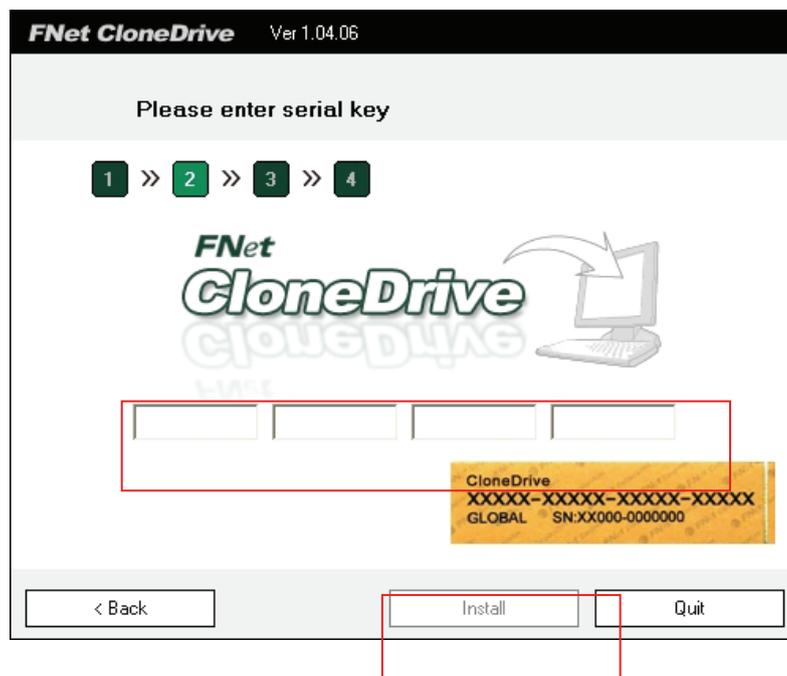 FNet CloneDrive Ver 1.04.06
Please enter serial key
1 » 2 » 3 » 4
FNet
CloneDrive
CloneDrive
XXXXX-XXXXX-XXXXX-XXXXX
GLOBAL SN:XX000-0000000
< Back Install Quit